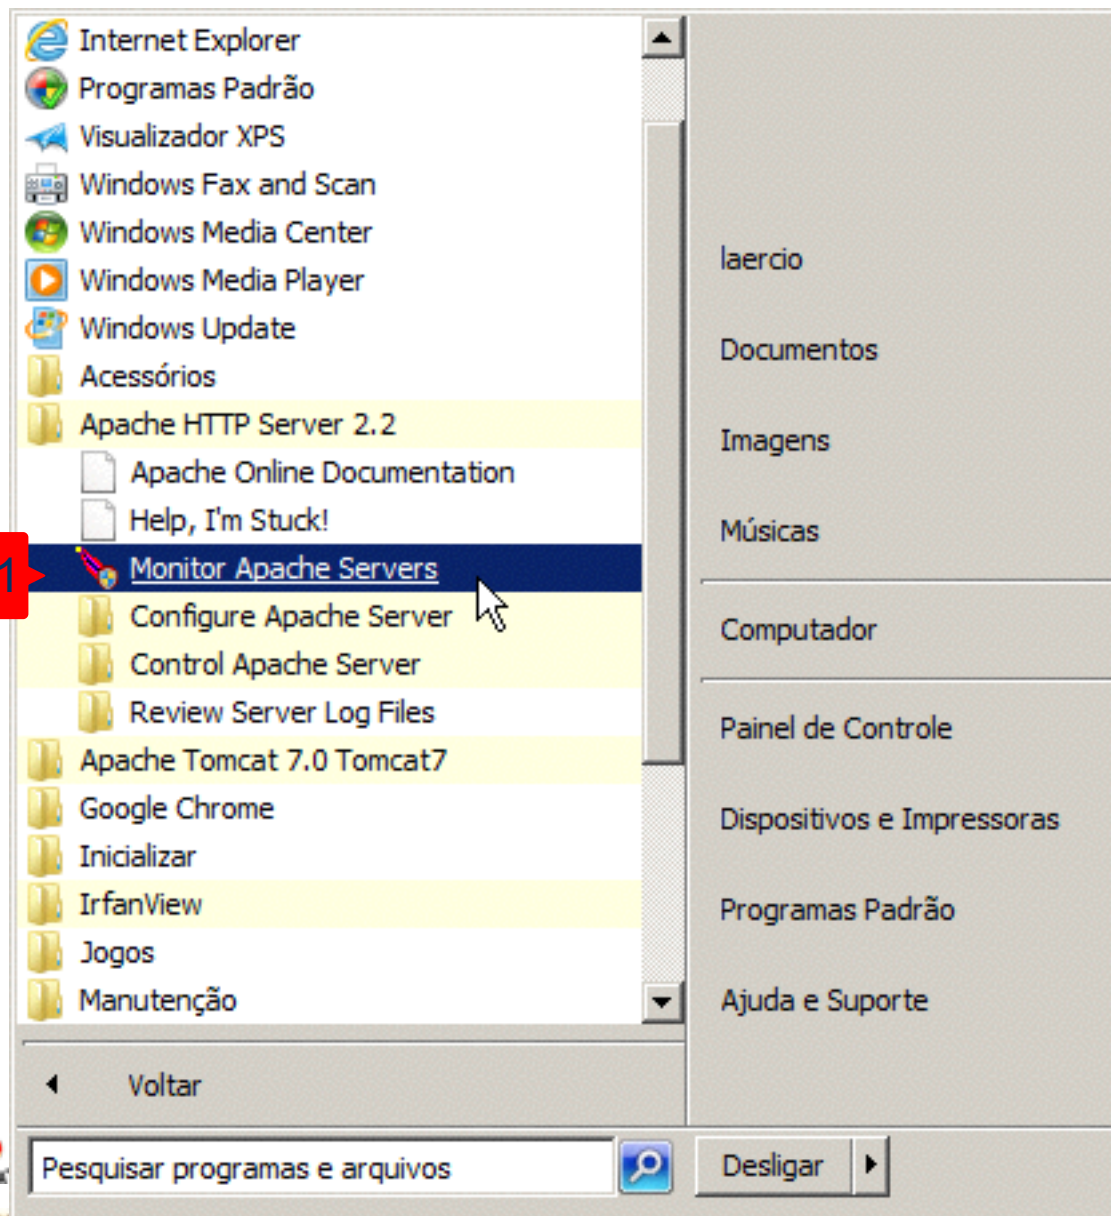 Internet Explorer
Programas Padrão
Visualizador XPS
Windows Fax and Scan
Windows Media Center
Windows Media Player
Windows Update
Acessórios
Apache HTTP Server 2.2
Apache Online Documentation
Help, I'm Stuck!
1
Monitor Apache Servers
Configure Apache Server
Control Apache Server
Review Server Log Files
Apache Tomcat 7.0 Tomcat7
Google Chrome
Inicializar
IrfanView
Jogos
Manutenção
Voltar
Pesquisar programas e arquivos
laercio
Documentos
Imagens
Músicas
Computador
Painel de Controle
Dispositivos e Impressoras
Programas Padrão
Ajuda e Suporte
Desligar